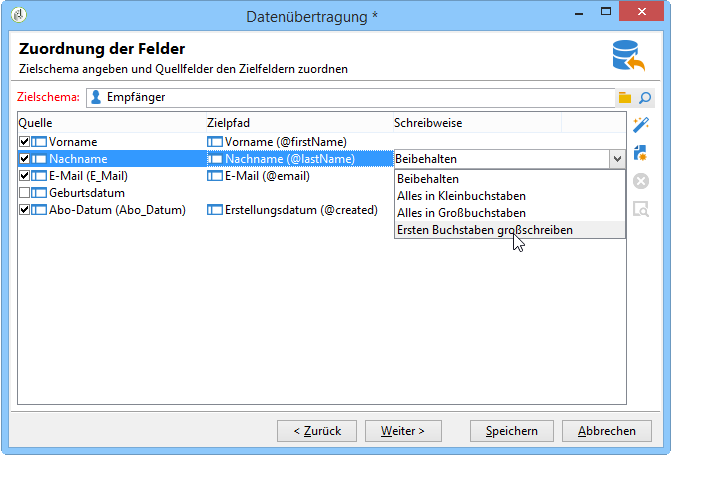 Datenübertragung *
Zuordnung der Felder
Zielschema angeben und Quellfelder den Zielfeldern zuordnen
Zielschema: Empfänger
Quelle Zielpfad Schreibweise
Vorname Vorname (@firstName)
Nachname Nachname (@lastName) Beibehalten
E-Mail (E_Mail) E-Mail (@email) Beibehalten
Geburtsdatum Alles in Kleinbuchstaben
Abo-Datum (Abo_Datum) Erstellungsdatum (@created) Alles in Großbuchstaben
Ersten Buchstaben großschreiben
< Zurück Weiter > Speichern Abbrechen